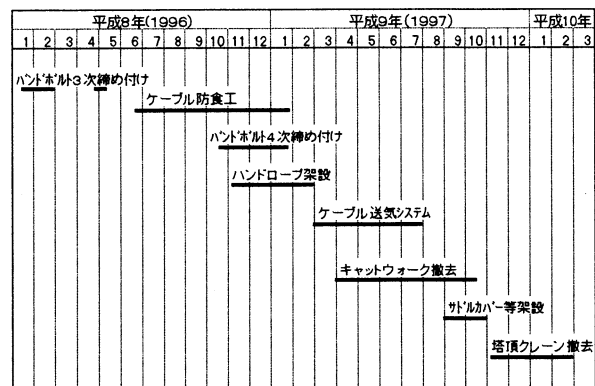 平成8年(1996) 平成9年(1997) 平成10年
1 2 3 4 5 6 7 8 9 10 11 12 1 2 3 4 5 6 7 8 9 10 11 12 1 2 3
バンドボルト3次締め付け
ケーブル防食工
バンドボルト4次締め付け
ハンドロープ架設
ケーブル送気システム
キャットウォーク撤去
サドルカバー等架設
塔頂クレーン撤去